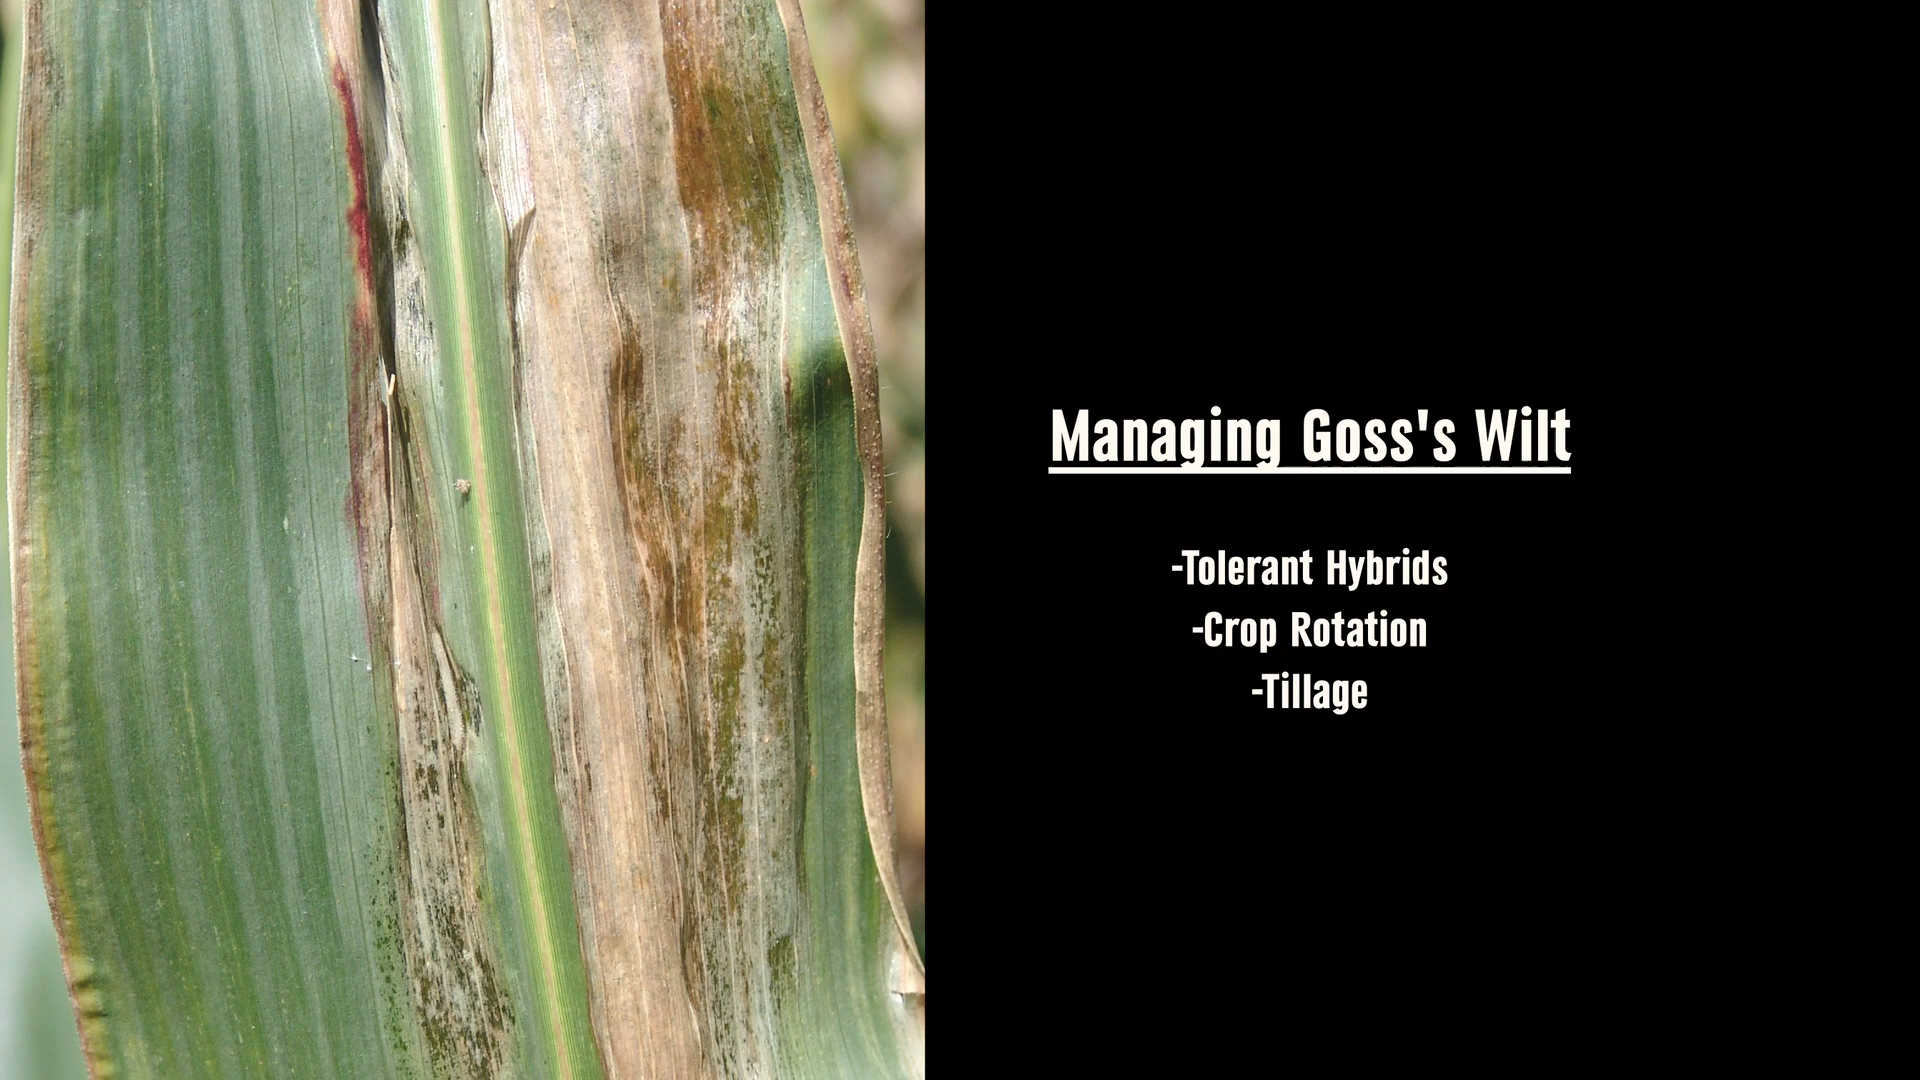 Managing Goss's Wilt
-Tolerant Hybrids
-Crop Rotation
-Tillage